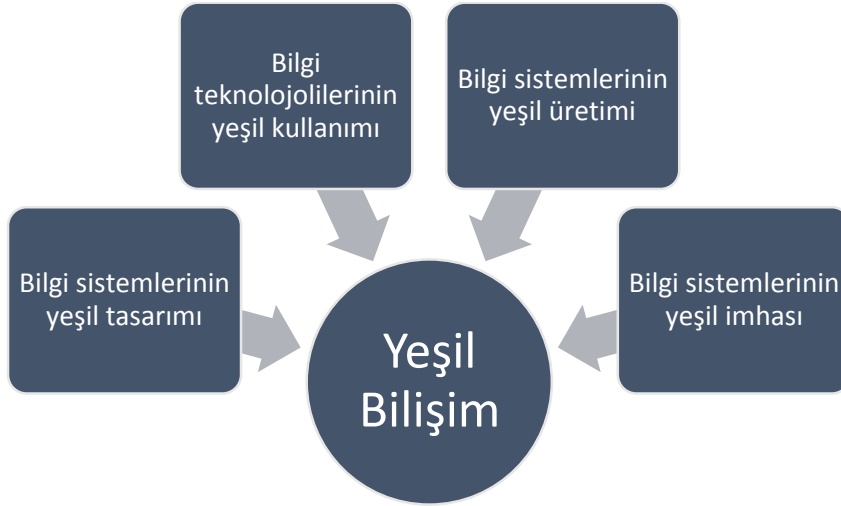 Bilgi
teknolojolilerinin
yeşil kullanımı
Bilgi sistemlerinin
yeşil üretimi
Bilgi sistemlerinin
yeşil tasarımı
Bilgi sistemlerinin
yeşil imhası
Yeşil
Bilişim